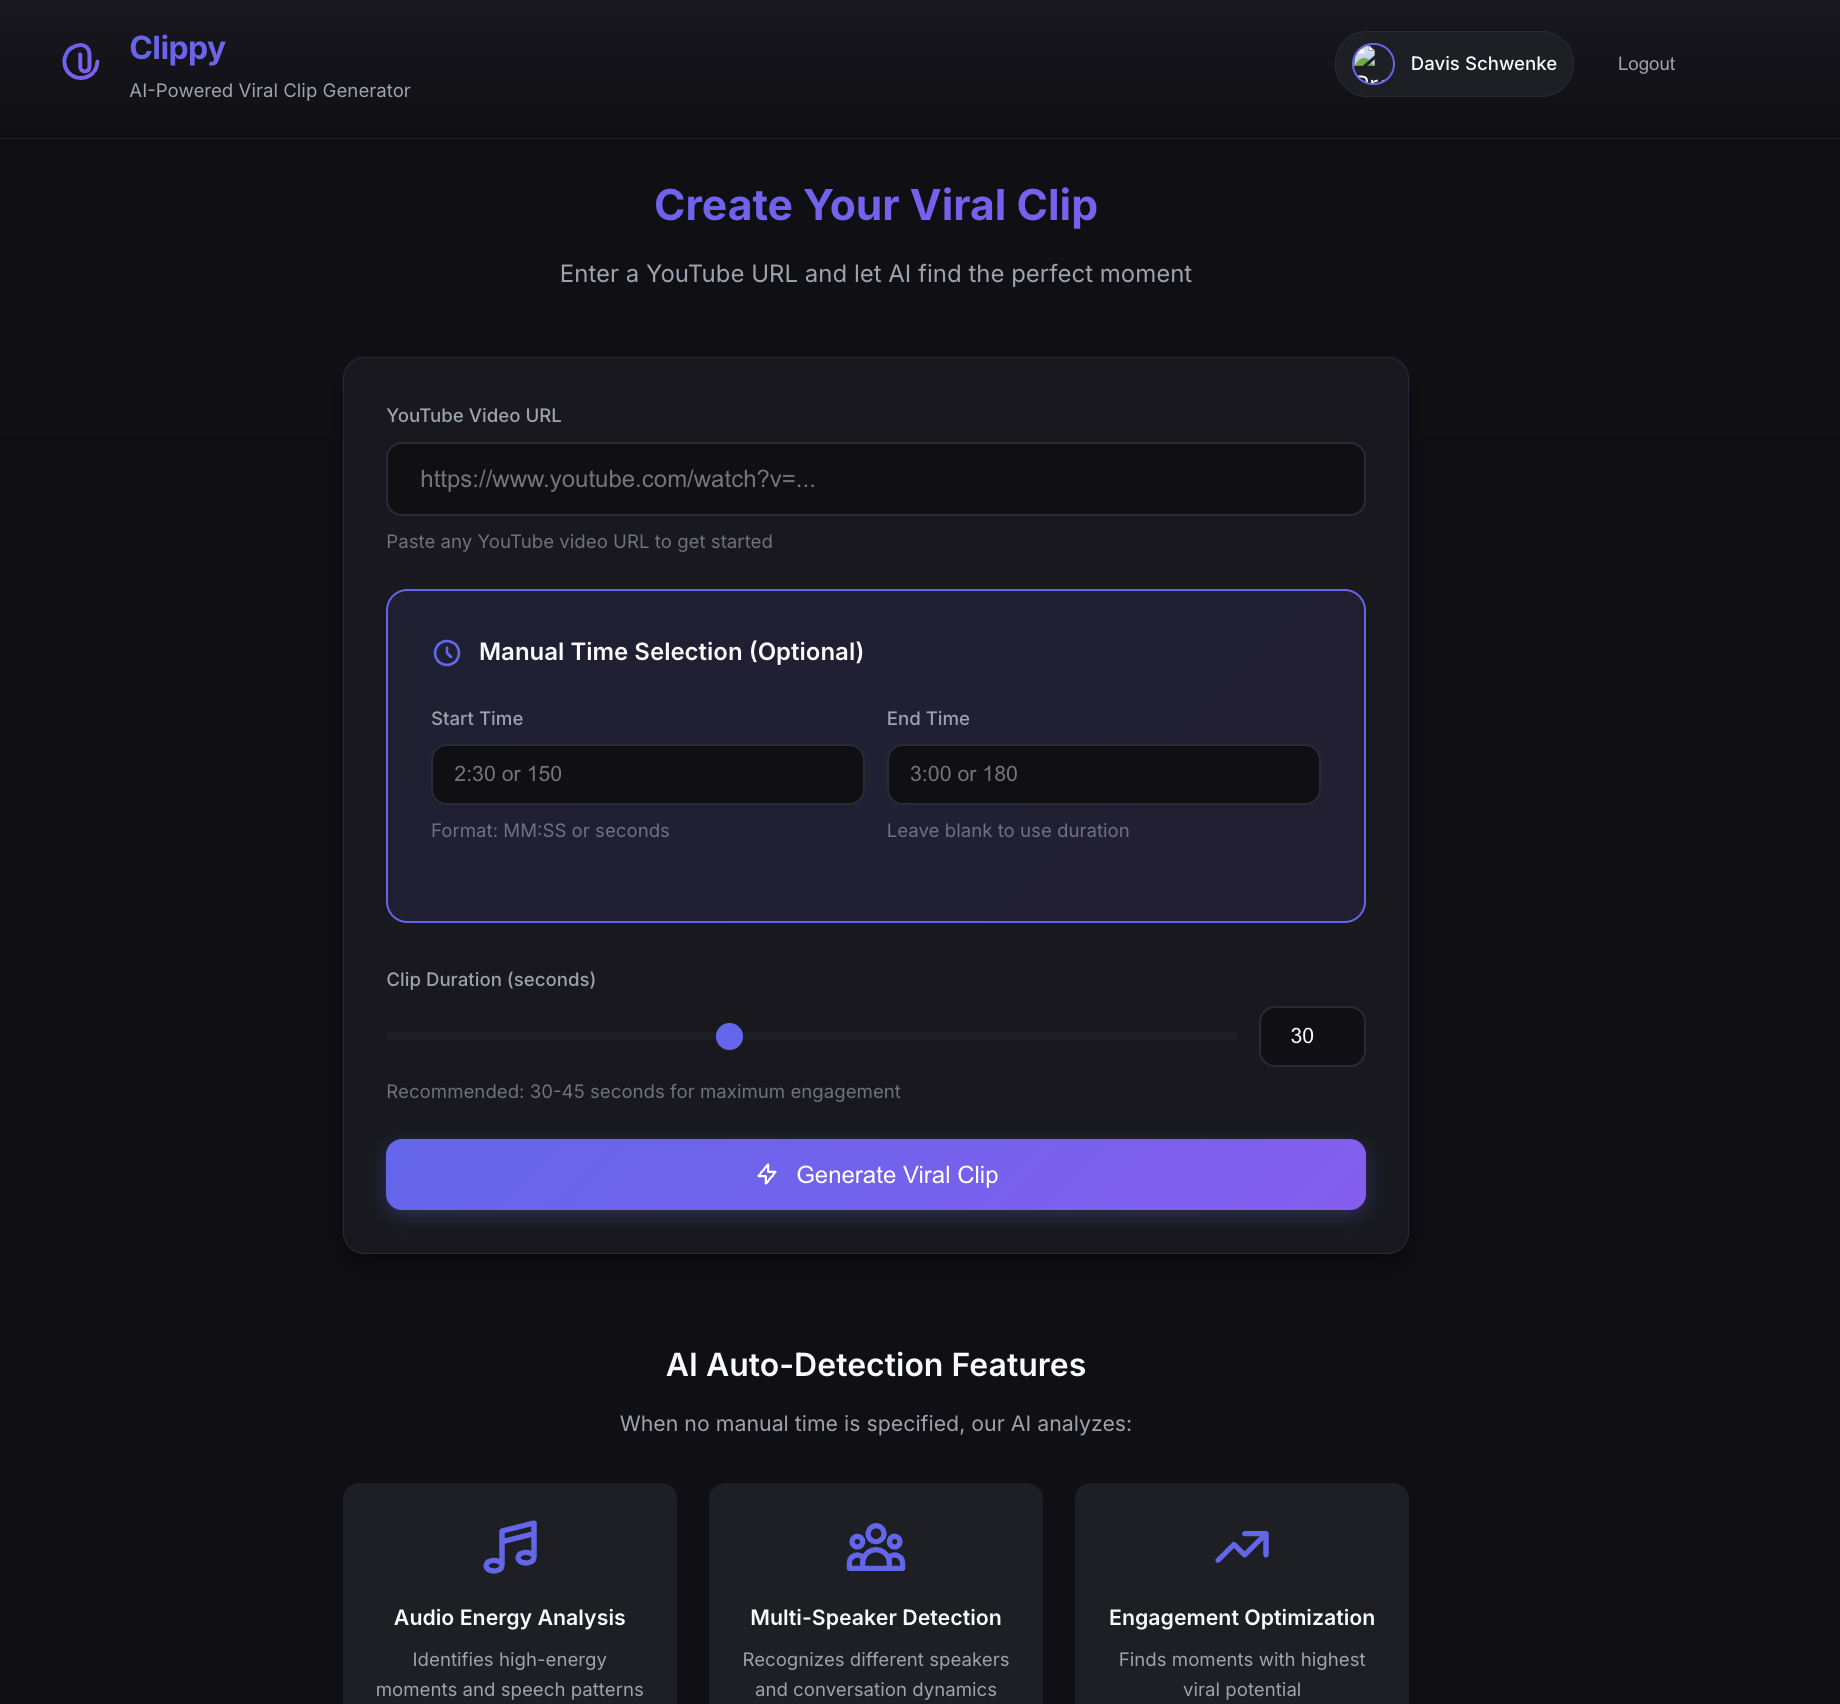 Clippy
AI-Powered Viral Clip Generator
Davis Schwenke
Logout
Create Your Viral Clip
Enter a YouTube URL and let AI find the perfect moment
YouTube Video URL
https://www.youtube.com/watch?v=...
Paste any YouTube video URL to get started
Manual Time Selection (Optional)
Start Time
End Time
2:30 or 150
3:00 or 180
Format: MM:SS or seconds
Leave blank to use duration
Clip Duration (seconds)
30
Recommended: 30-45 seconds for maximum engagement
Generate Viral Clip
AI Auto-Detection Features
When no manual time is specified, our AI analyzes:
Audio Energy Analysis
Identifies high-energy
moments and speech patterns
Multi-Speaker Detection
Recognizes different speakers
and conversation dynamics
Engagement Optimization
Finds moments with highest
viral potential